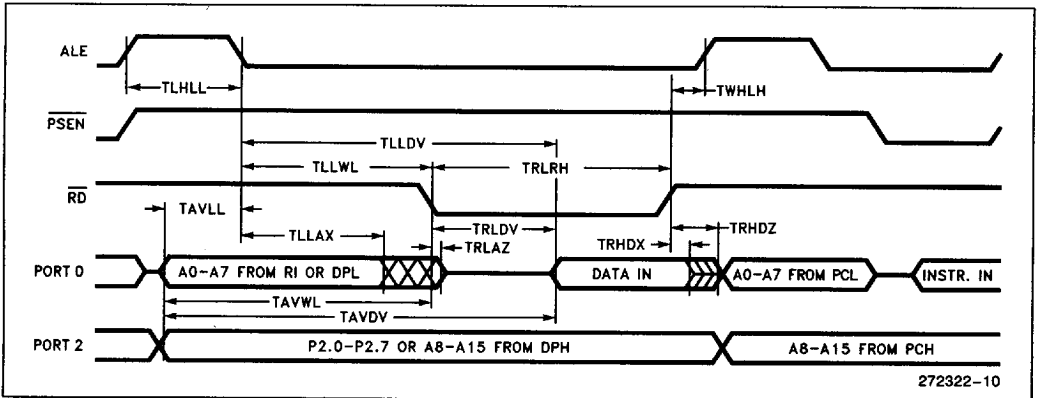 ALE
TLHLL
TWHLH
PSEN
TLLDV
TLLWL
TRLRH
RD
TAVLL
TRLDV
TRHDZ
TLLAX
TRLAZ
TRHDX
PORT 0
A0-A7 FROM RI OR DPL
DATA IN
A0-A7 FROM PCL
INSTR. IN
TAVWL
TAVDV
PORT 2
P2.0-P2.7 OR A8-A15 FROM DPH
A8-A15 FROM PCH
272322-10